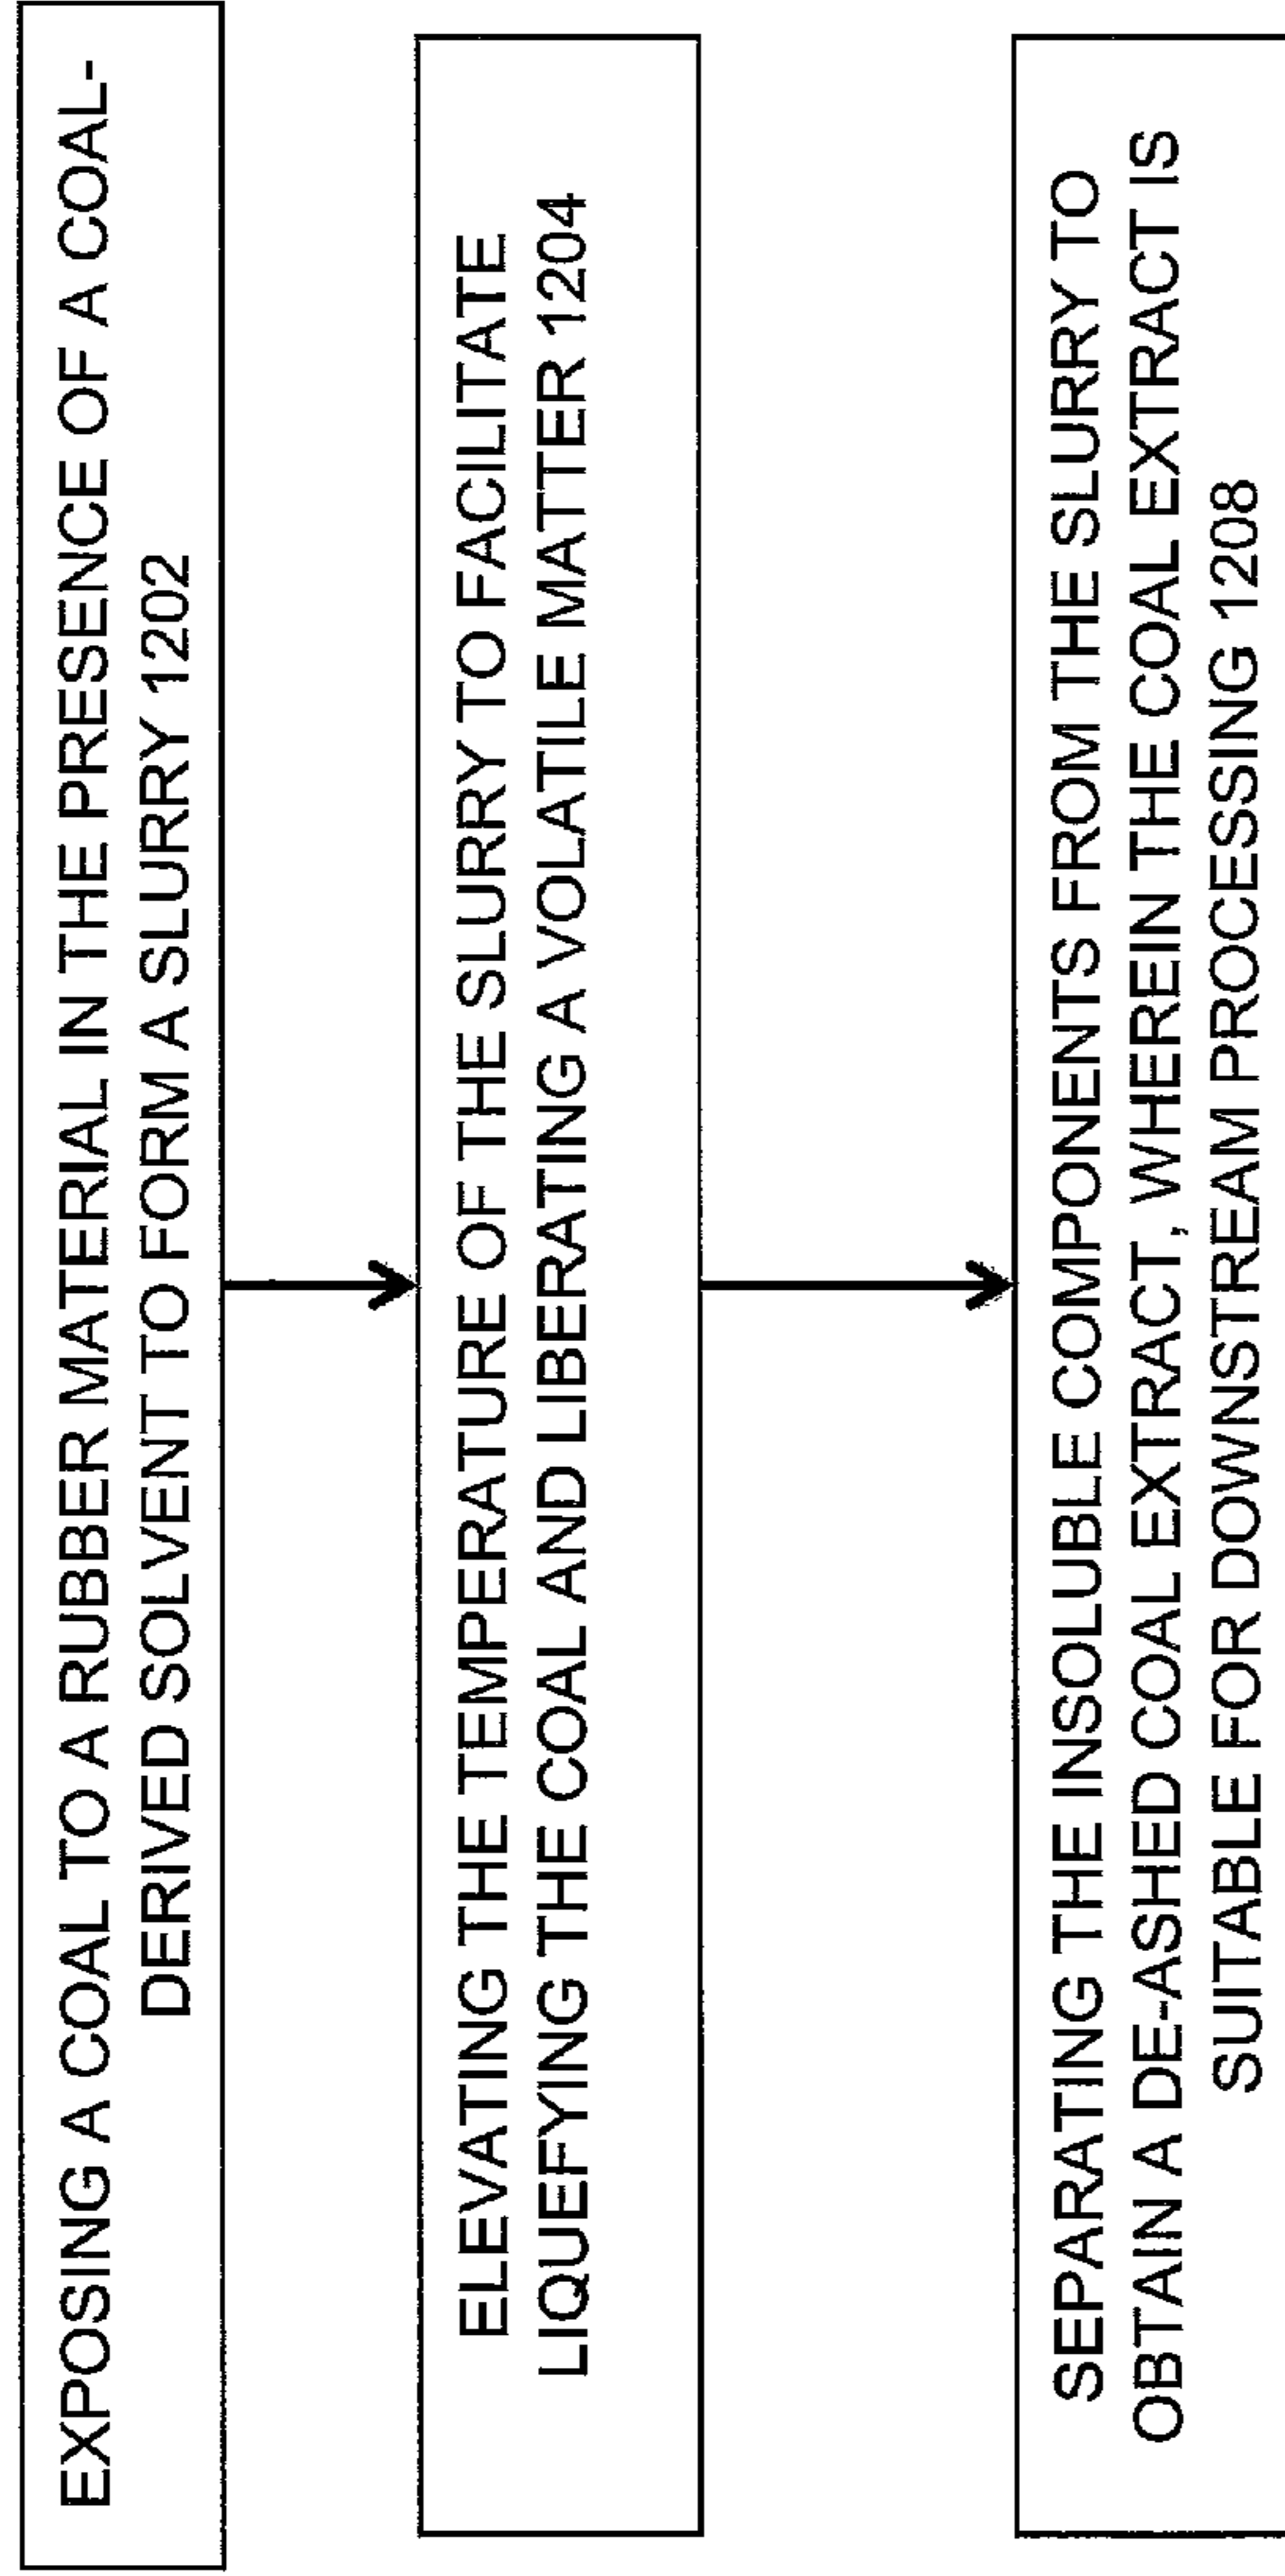 EXPOSING A COAL TO A RUBBER MATERIAL IN THE PRESENCE OF A COAL-
DERIVED SOLVENT TO FORM A SLURRY 1202
ELEVATING THE TEMPERATURE OF THE SLURRY TO FACILITATE
LIQUEFYING THE COAL AND LIBERATING A VOLATILE MATTER 1204
SEPARATING THE INSOLUBLE COMPONENTS FROM THE SLURRY TO
OBTAIN A DE-ASHED COAL EXTRACT, WHEREIN THE COAL EXTRACT IS
SUITABLE FOR DOWNSTREAM PROCESSING 1208